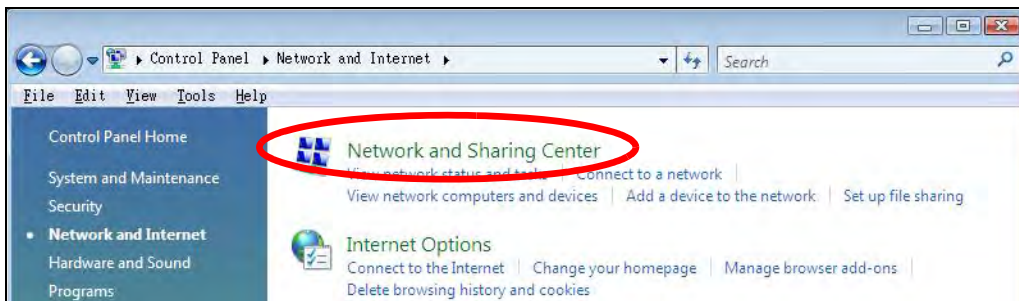 Control Panel ▸ Network and Internet ▸
Search
File Edit View Tools Help
Control Panel Home
System and Maintenance
Security
• Network and Internet
Hardware and Sound
Programs
Network and Sharing Center
View network status and tasks | Connect to a network |
View network computers and devices | Add a device to the network | Set up file sharing
Internet Options
Connect to the Internet | Change your homepage | Manage browser add-ons |
Delete browsing history and cookies